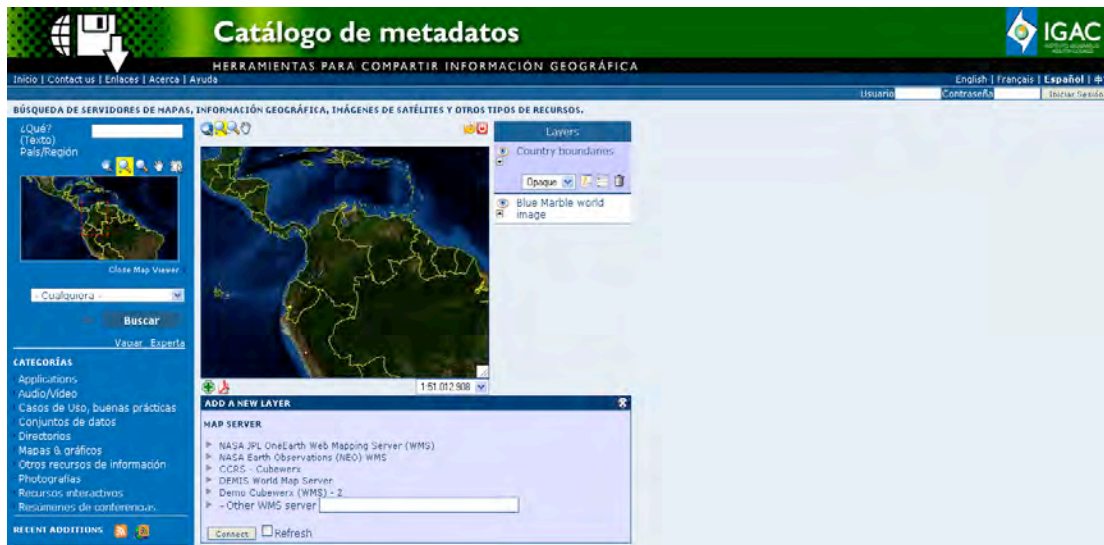 Catálogo de metadatos
IGAC
HERRAMIENTAS PARA COMPARTIR INFORMACIÓN GEOGRÁFICA
Inicio | Contact us | Enlaces | Acerca | Ayuda
English | Français | Español |
Usuario
Contraseña
Iniciar Sesión
BÚSQUEDA DE SERVIDORES DE MAPAS, INFORMACIÓN GEOGRÁFICA, IMÁGENES DE SATÉLITES Y OTROS TIPOS DE RECURSOS.
¿Qué?
(Texto)
País/Región
Close Map Viewer
- Cualquiera -
Buscar
Experta
CATEGORÍAS
Applications
Audio/Video
Casos de Uso, buenas prácticas
Conjuntos de datos
Directorios
Mapas & gráficos
Otros recursos de información
Photografías
Recursos interactivos
Resúmenes de conferencias
RECENT ADDITIONS
1:51.012.908
Layers
Country boundaries
Opaque
Blue Marble world
image
ADD A NEW LAYER
MAP SERVER
NASA JPL OneEarth Web Mapping Server (WMS)
NASA Earth Observations (NEO) WMS
CCRS - Cubewerx
DEMIS World Map Server
Demo Cubewerx (WMS) - 2
- Other WMS server
Connect
Refresh